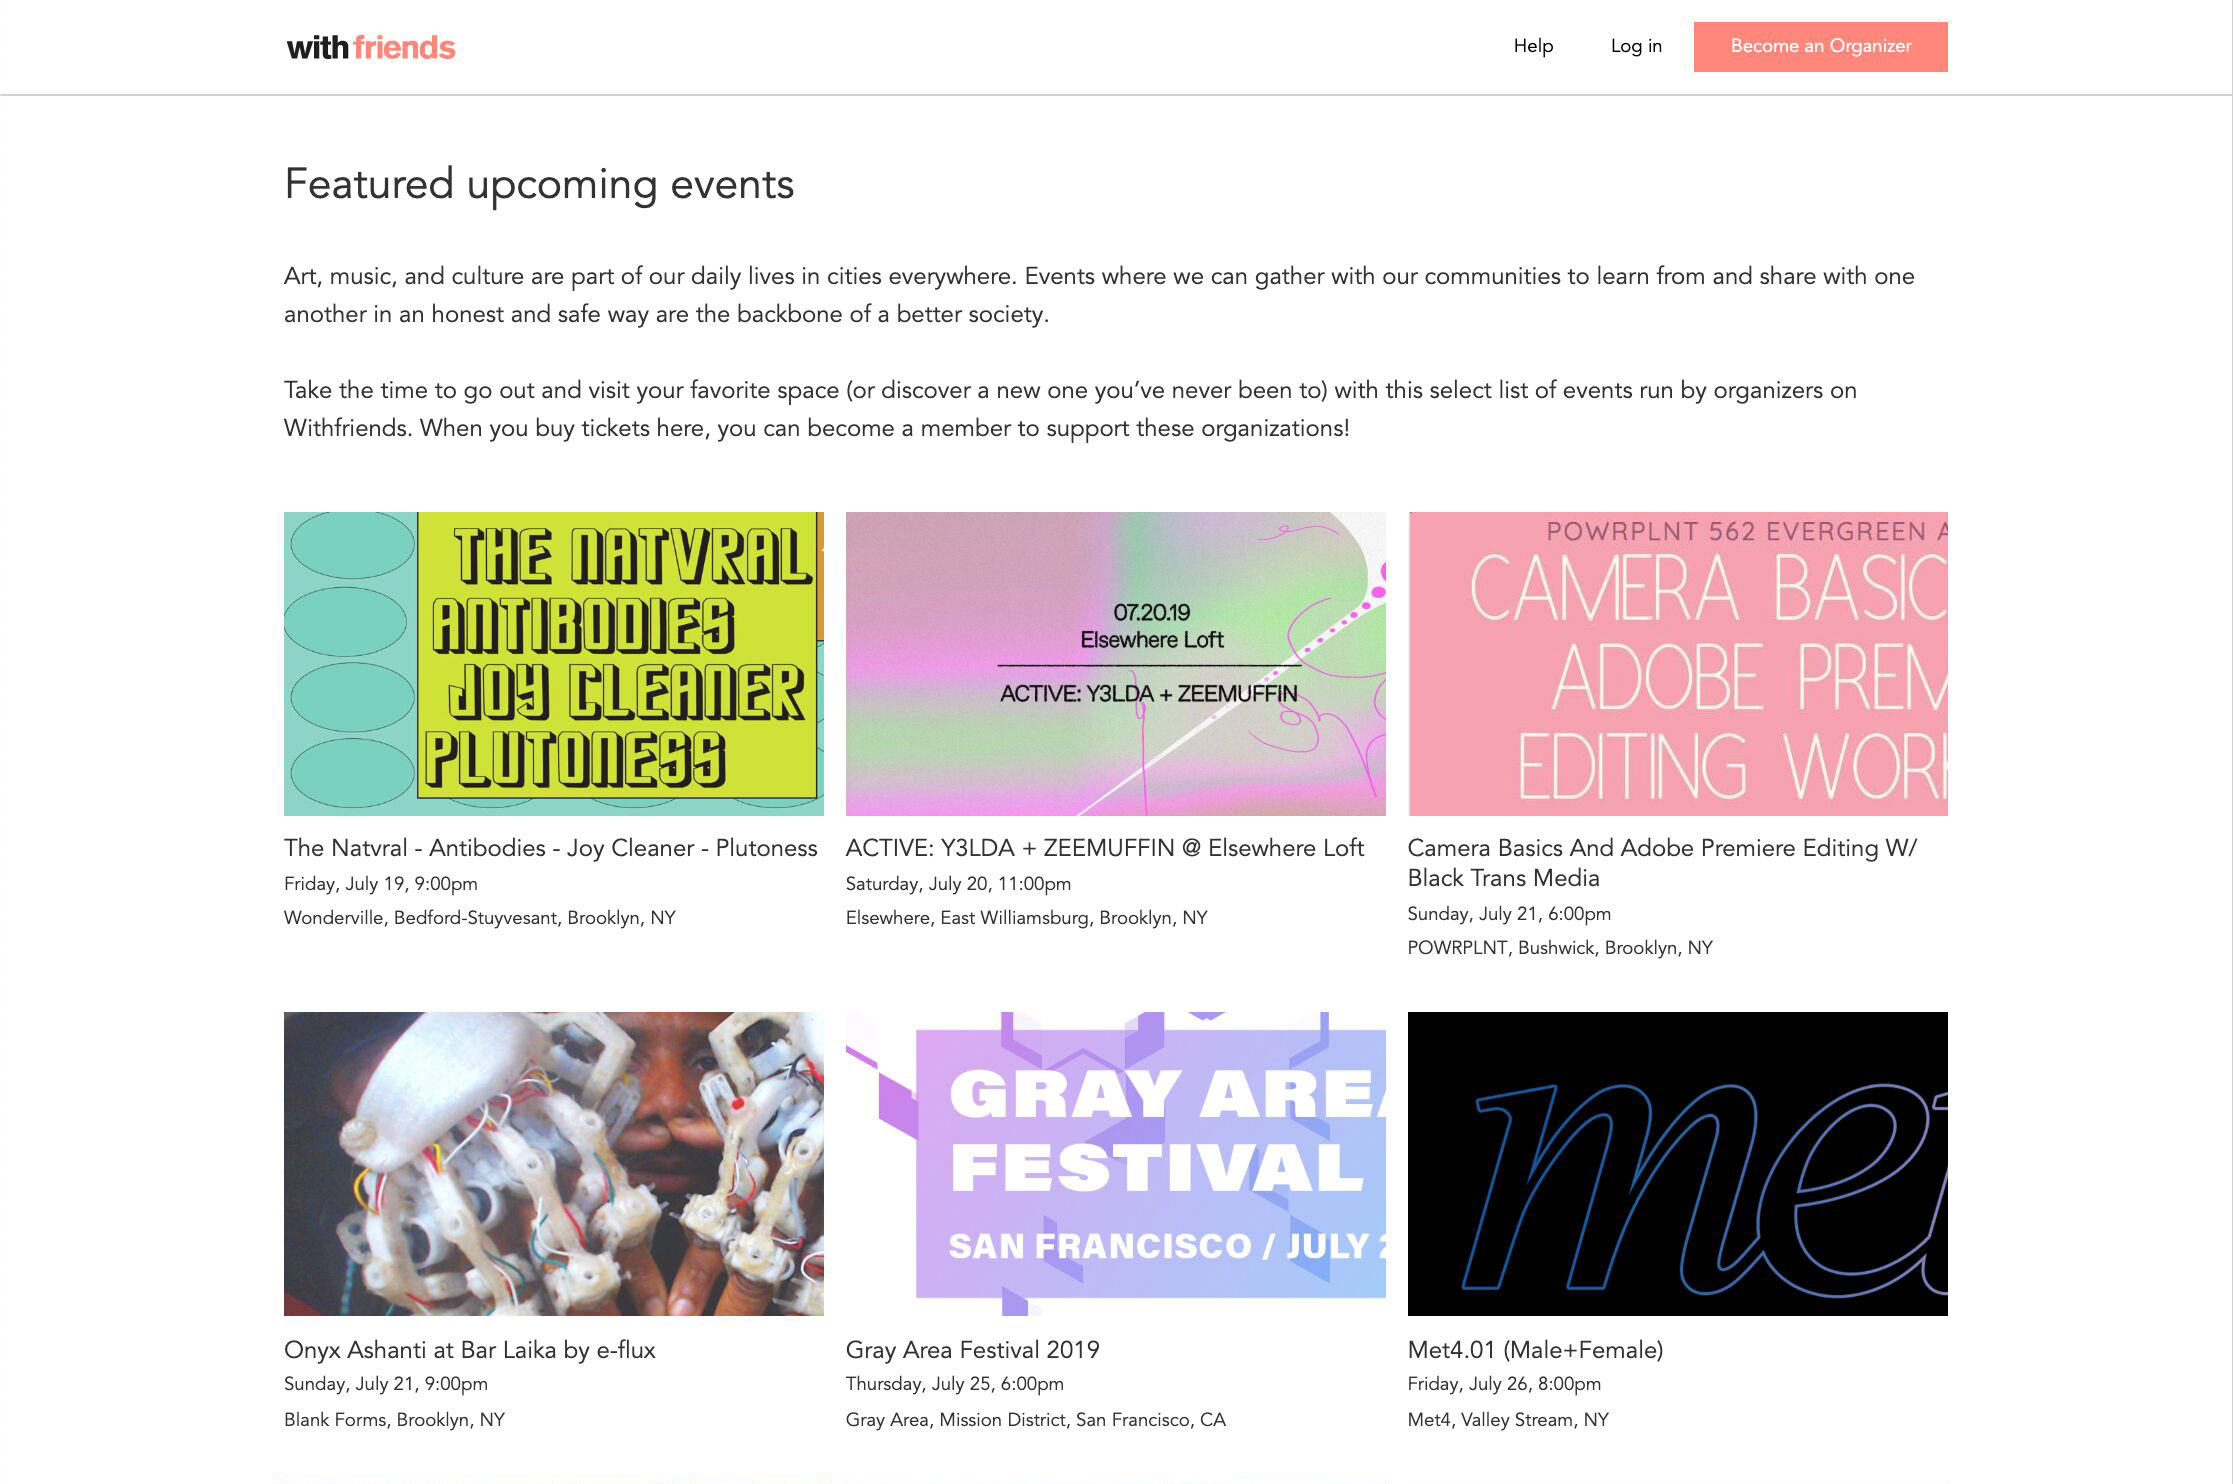 withfriends
Help
Log in
Become an Organizer
Featured upcoming events
Art, music, and culture are part of our daily lives in cities everywhere. Events where we can gather with our communities to learn from and share with one
another in an honest and safe way are the backbone of a better society.
Take the time to go out and visit your favorite space (or discover a new one you’ve never been to) with this select list of events run by organizers on
Withfriends. When you buy tickets here, you can become a member to support these organizations!
THE NATVRAL
ANTIBODIES
JOY CLEANER
PLUTONESS
The Natvral - Antibodies - Joy Cleaner - Plutoness
Friday, July 19, 9:00pm
Wonderville, Bedford-Stuyvesant, Brooklyn, NY
07.20.19
Elsewhere Loft
ACTIVE: Y3LDA + ZEEMUFFIN
ACTIVE: Y3LDA + ZEEMUFFIN @ Elsewhere Loft
Saturday, July 20, 11:00pm
Elsewhere, East Williamsburg, Brooklyn, NY
POWRPLNT 562 EVERGREEN A
CAMERA BASIC
ADOBE PREM
EDITING WORK
Camera Basics And Adobe Premiere Editing W/
Black Trans Media
Sunday, July 21, 6:00pm
POWRPLNT, Bushwick, Brooklyn, NY
Onyx Ashanti at Bar Laika by e-flux
Sunday, July 21, 9:00pm
Blank Forms, Brooklyn, NY
GRAY AREA
FESTIVAL
SAN FRANCISCO / JULY 2
Gray Area Festival 2019
Thursday, July 25, 6:00pm
Gray Area, Mission District, San Francisco, CA
met
Met4.01 (Male+Female)
Friday, July 26, 8:00pm
Met4, Valley Stream, NY